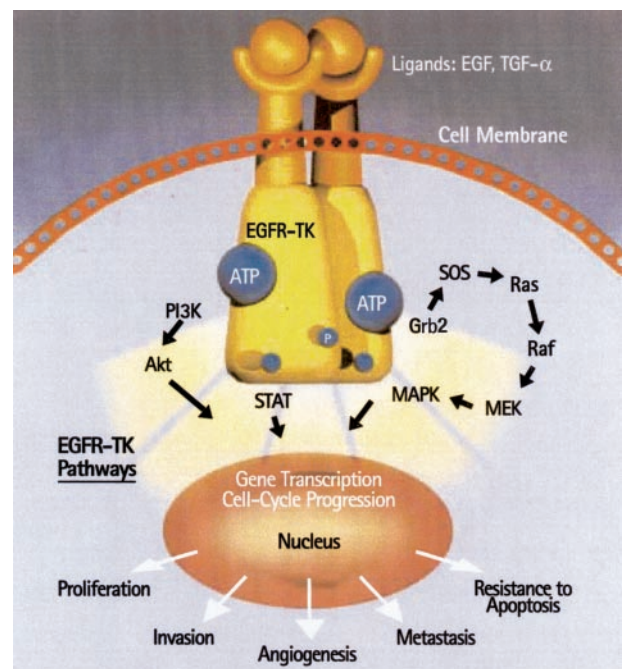 Ligands: EGF, TGF-α
Cell Membrane
EGFR-TK
ATP
ATP
SOS
Ras
PI3K
Grb2
P
Raf
Akt
STAT
MAPK
MEK
EGFR-TK
Pathways
Gene Transcription
Cell-Cycle Progression
Nucleus
Proliferation
Resistance to
Apoptosis
Invasion
Metastasis
Angiogenesis